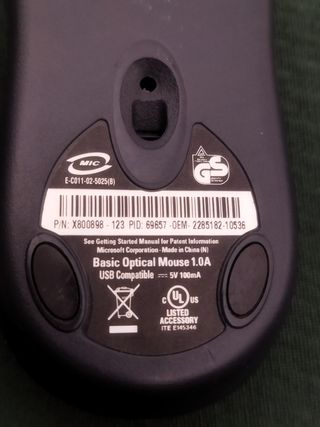 MIC
E-C011-02-5025(B)
GS
P/N: X800898 - 123 PID: 69657 -OEM- 2285182-10536
See Getting Started Manual for Patent Information
Microsoft Corporation - Made in China (N)
Basic Optical Mouse 1.0A
USB Compatible 5V 100mA
C UL US
LISTED
ACCESSORY
ITE E145346